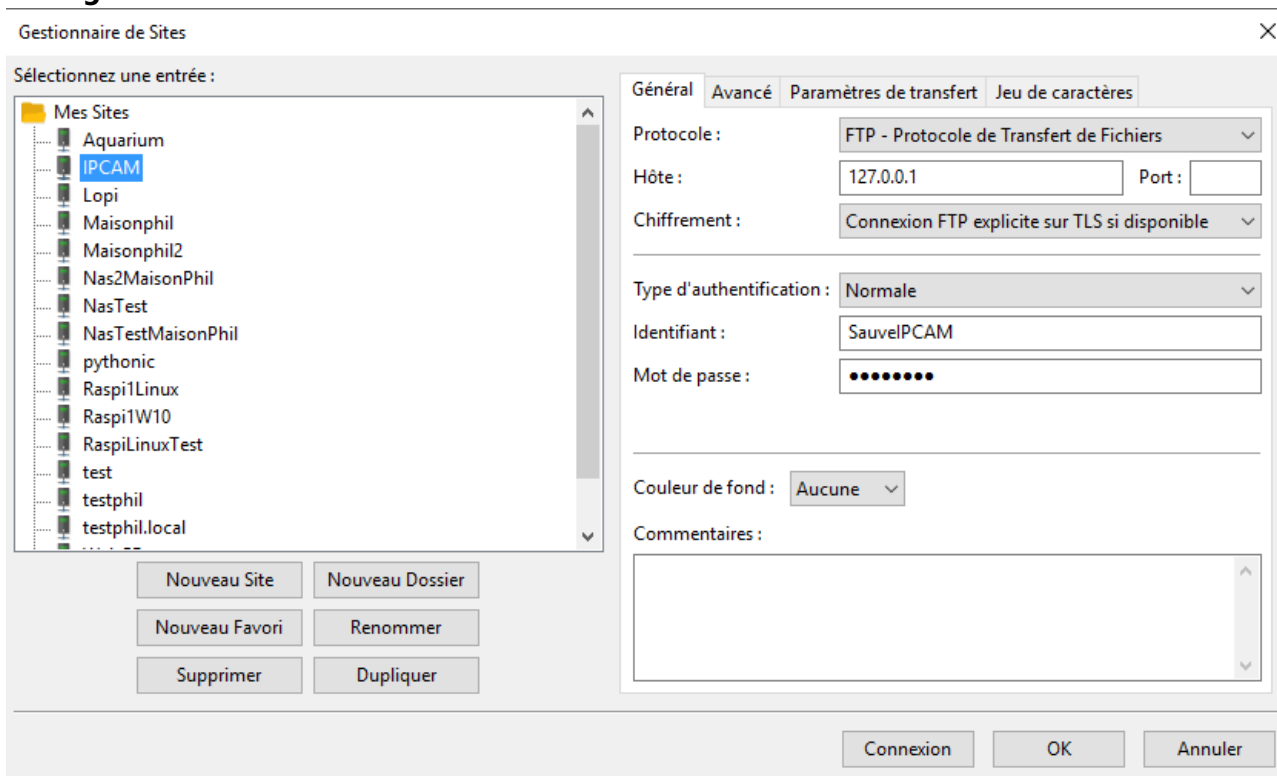 Gestionnaire de Sites
Sélectionnez une entrée :
Mes Sites
Aquarium
IPCAM
Lopi
Maisonphil
Maisonphil2
Nas2MaisonPhil
NasTest
NasTestMaisonPhil
pythonic
Raspi1Linux
Raspi1W10
RaspiLinuxTest
test
testphil
testphil.local
Nouveau Site Nouveau Dossier
Nouveau Favori Renommer
Supprimer Dupliquer
Général Avancé Paramètres de transfert Jeu de caractères
Protocole : FTP - Protocole de Transfert de Fichiers
Hôte : 127.0.0.1 Port :
Chiffrement : Connexion FTP explicite sur TLS si disponible
Type d'authentification : Normale
Identifiant : SauveIPCAM
Mot de passe : ●●●●●●●●
Couleur de fond : Aucune
Commentaires :
Connexion OK Annuler